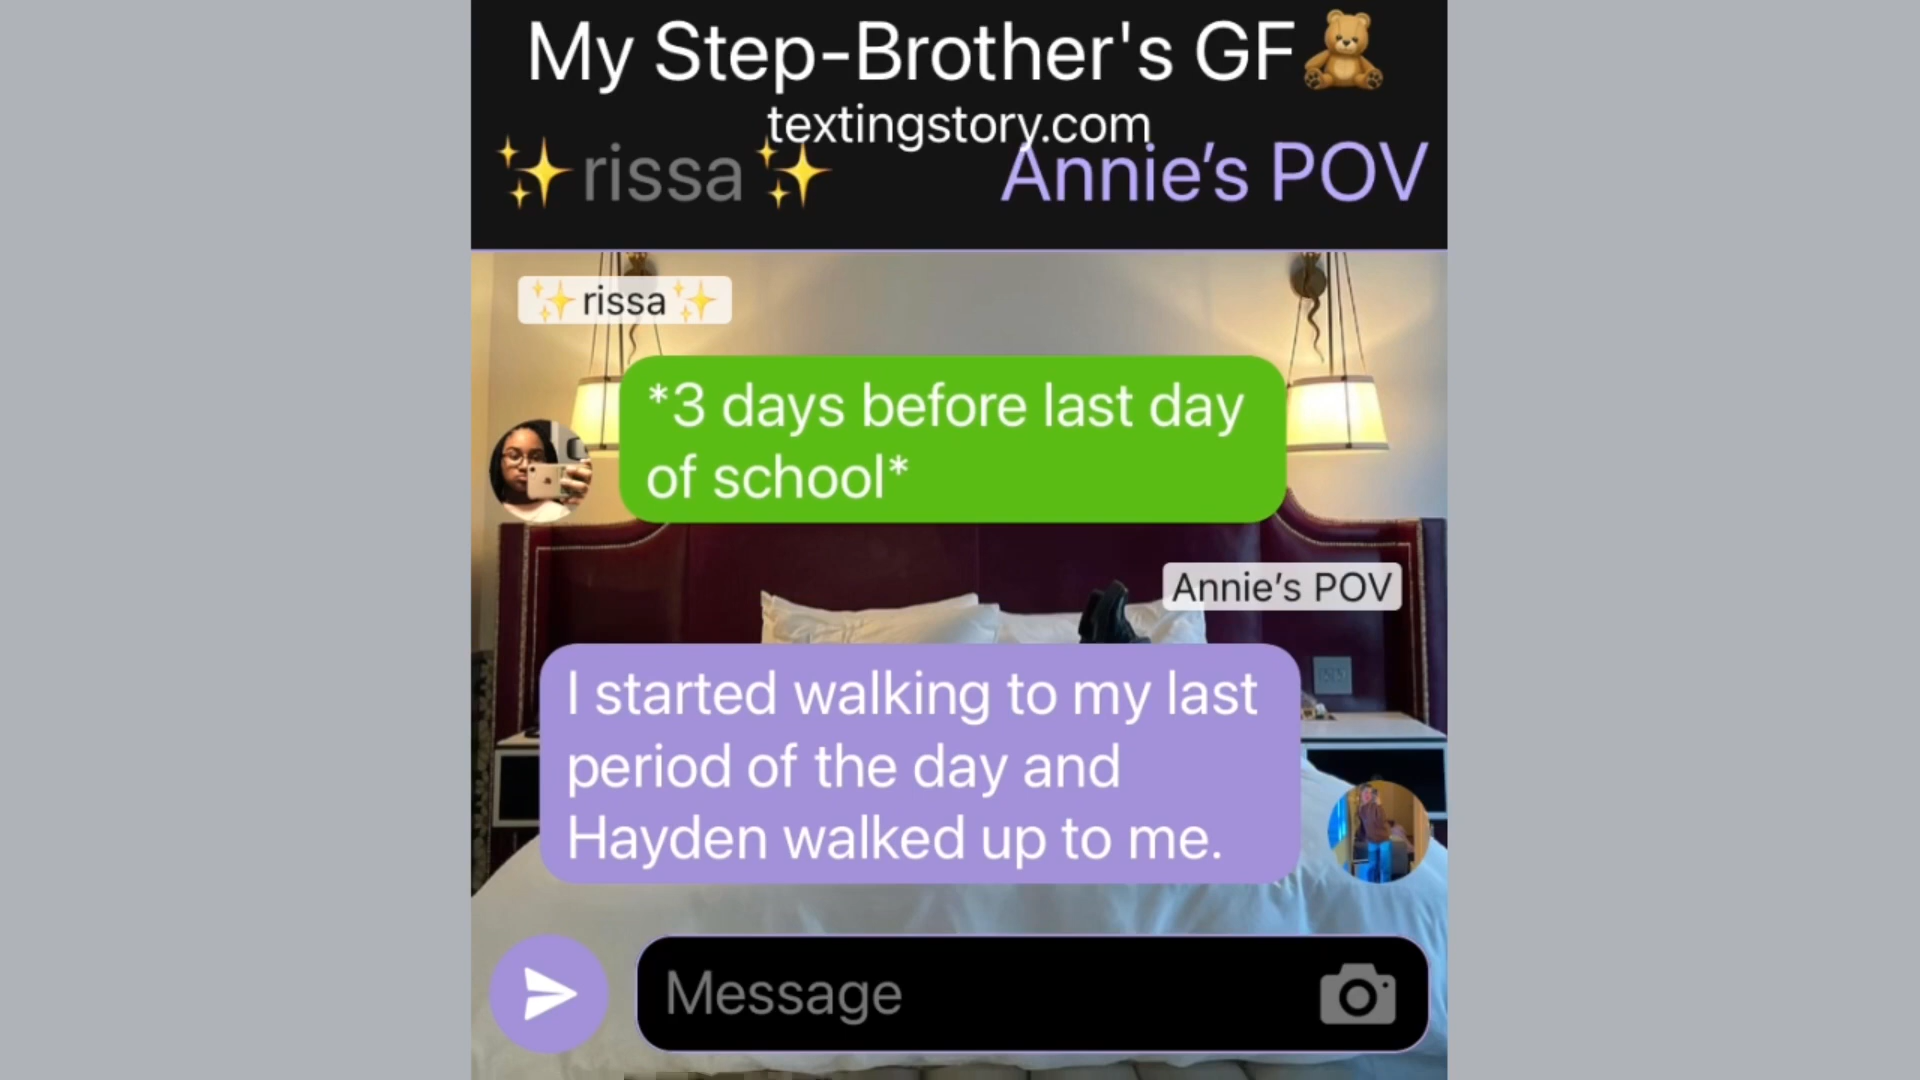 My Step-Brother's GF🧸
textingstory.com
✨rissa✨
Annie's POV
✨rissa✨
*3 days before last day
of school*
Annie's POV
I started walking to my last
period of the day and
Hayden walked up to me.
Message